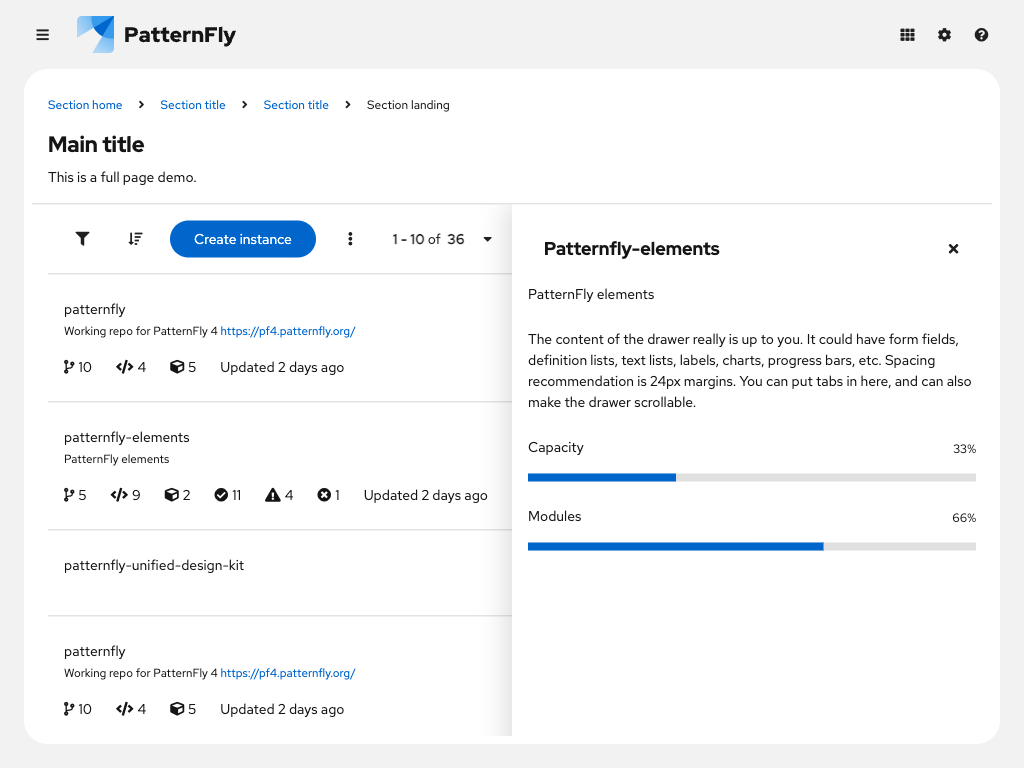 PatternFly
Section home Section title Section title Section landing
Main title
This is a full page demo.
Create instance 1 - 10 of 36
patternfly
Working repo for PatternFly 4 https://pf4.patternfly.org/
10 4 5 Updated 2 days ago
patternfly-elements
PatternFly elements
5 9 2 11 4 1 Updated 2 days ago
patternfly-unified-design-kit
patternfly
Working repo for PatternFly 4 https://pf4.patternfly.org/
10 4 5 Updated 2 days ago
Patternfly-elements
PatternFly elements
The content of the drawer really is up to you. It could have form fields,
definition lists, text lists, labels, charts, progress bars, etc. Spacing
recommendation is 24px margins. You can put tabs in here, and can also
make the drawer scrollable.
Capacity 33%
Modules 66%